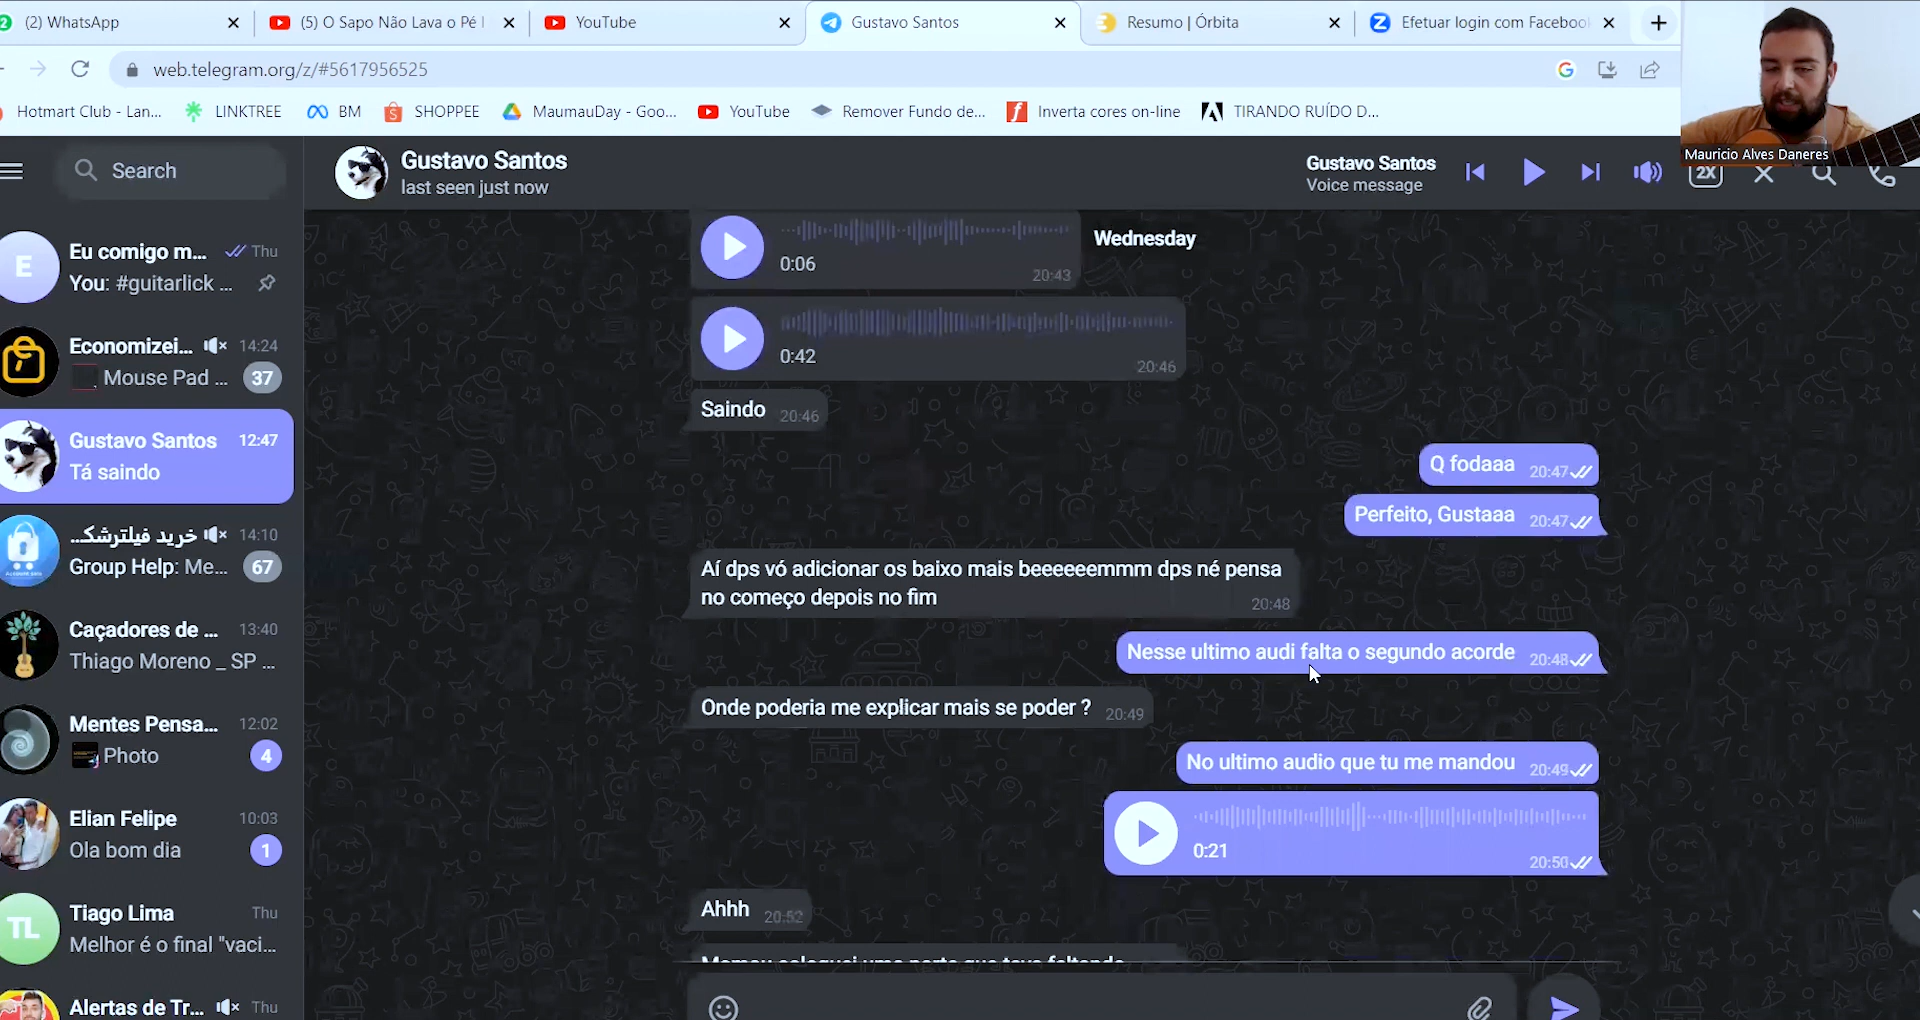 (2) WhatsApp
(5) O Sapo Não Lava o Pé
YouTube
Gustavo Santos
Resumo | Órbita
Efetuar login com Facebook
web.telegram.org/z/#5617956525
Hotmart Club - Lan...
LINKTREE
BM
SHOPPEE
MaumauDay - Goo...
YouTube
Remover Fundo de...
Inverta cores on-line
TIRANDO RUÍDO D...
Mauricio Alves Daneres
Search
Gustavo Santos
last seen just now
Gustavo Santos
Voice message
2X
Eu comigo m... Thu
You: #guitarlick ...
Economizei... 14:24
Mouse Pad ... 37
Gustavo Santos 12:47
Tá saindo
خرید فیلترشک... 14:10
Group Help: Me... 67
Caçadores de ... 13:40
Thiago Moreno _ SP ...
Mentes Pensa... 12:02
Photo 4
Elian Felipe 10:03
Ola bom dia 1
TL
Tiago Lima Thu
Melhor é o final "vaci...
Alertas de Tr... Thu
E
Wednesday
0:06 20:43
0:42 20:46
Saindo 20:46
Q fodaaa 20:47
Perfeito, Gustaaa 20:47
Aí dps vó adicionar os baixo mais beeeeeemmm dps né pensa
no começo depois no fim 20:48
Nesse ultimo audi falta o segundo acorde 20:48
Onde poderia me explicar mais se poder ? 20:49
No ultimo audio que tu me mandou 20:49
0:21 20:50
Ahhh 20:52